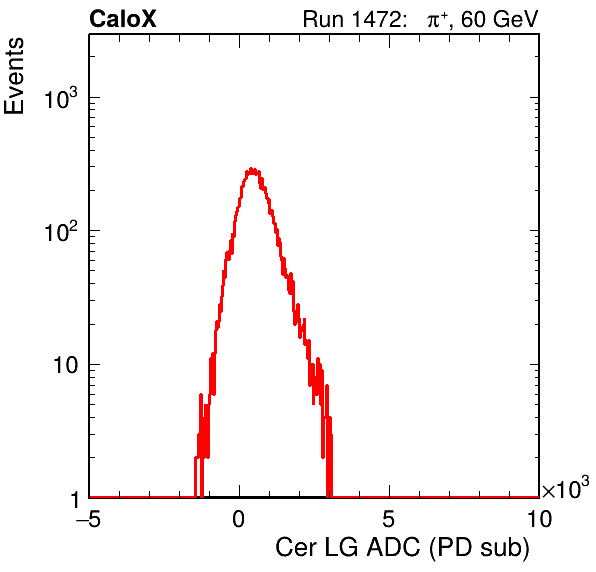 CaloX Run 1472: π⁺, 60 GeV
Events
10³
10²
10
1
−5 0 5 10
×10³
Cer LG ADC (PD sub)